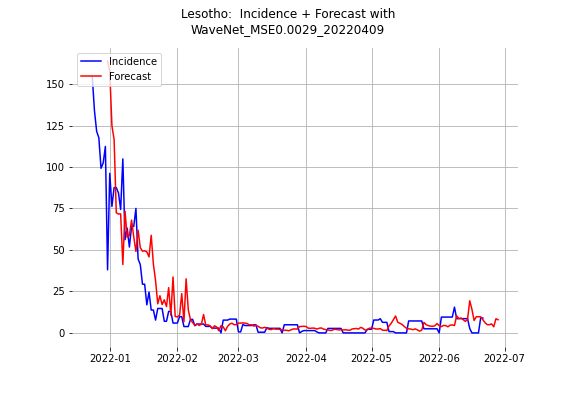 Lesotho:  Incidence + Forecast with
WaveNet_MSE0.0029_20220409
Incidence
Forecast
150
125
100
75
50
25
0
2022-01 2022-02 2022-03 2022-04 2022-05 2022-06 2022-07